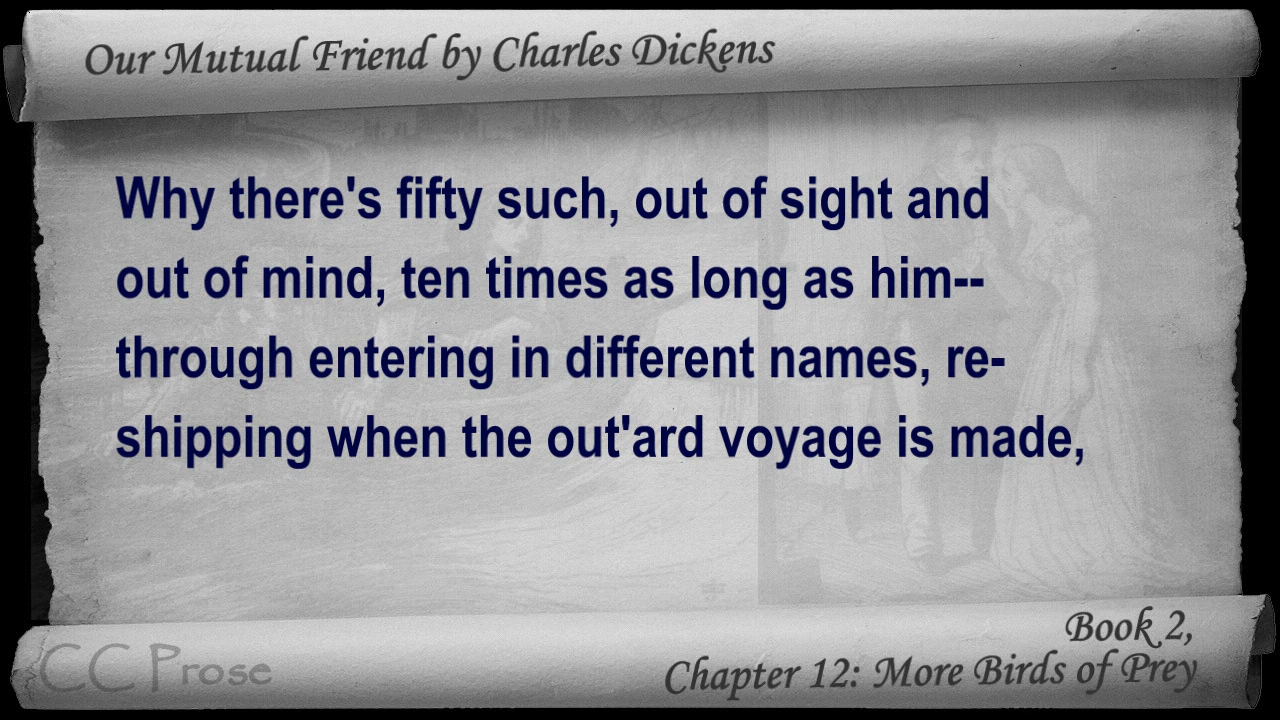 Our Mutual Friend by Charles Dickens
Why there's fifty such, out of sight and
out of mind, ten times as long as him--
through entering in different names, re-
shipping when the out'ard voyage is made,
Book 2,
CC Prose
Chapter 12: More Birds of Prey